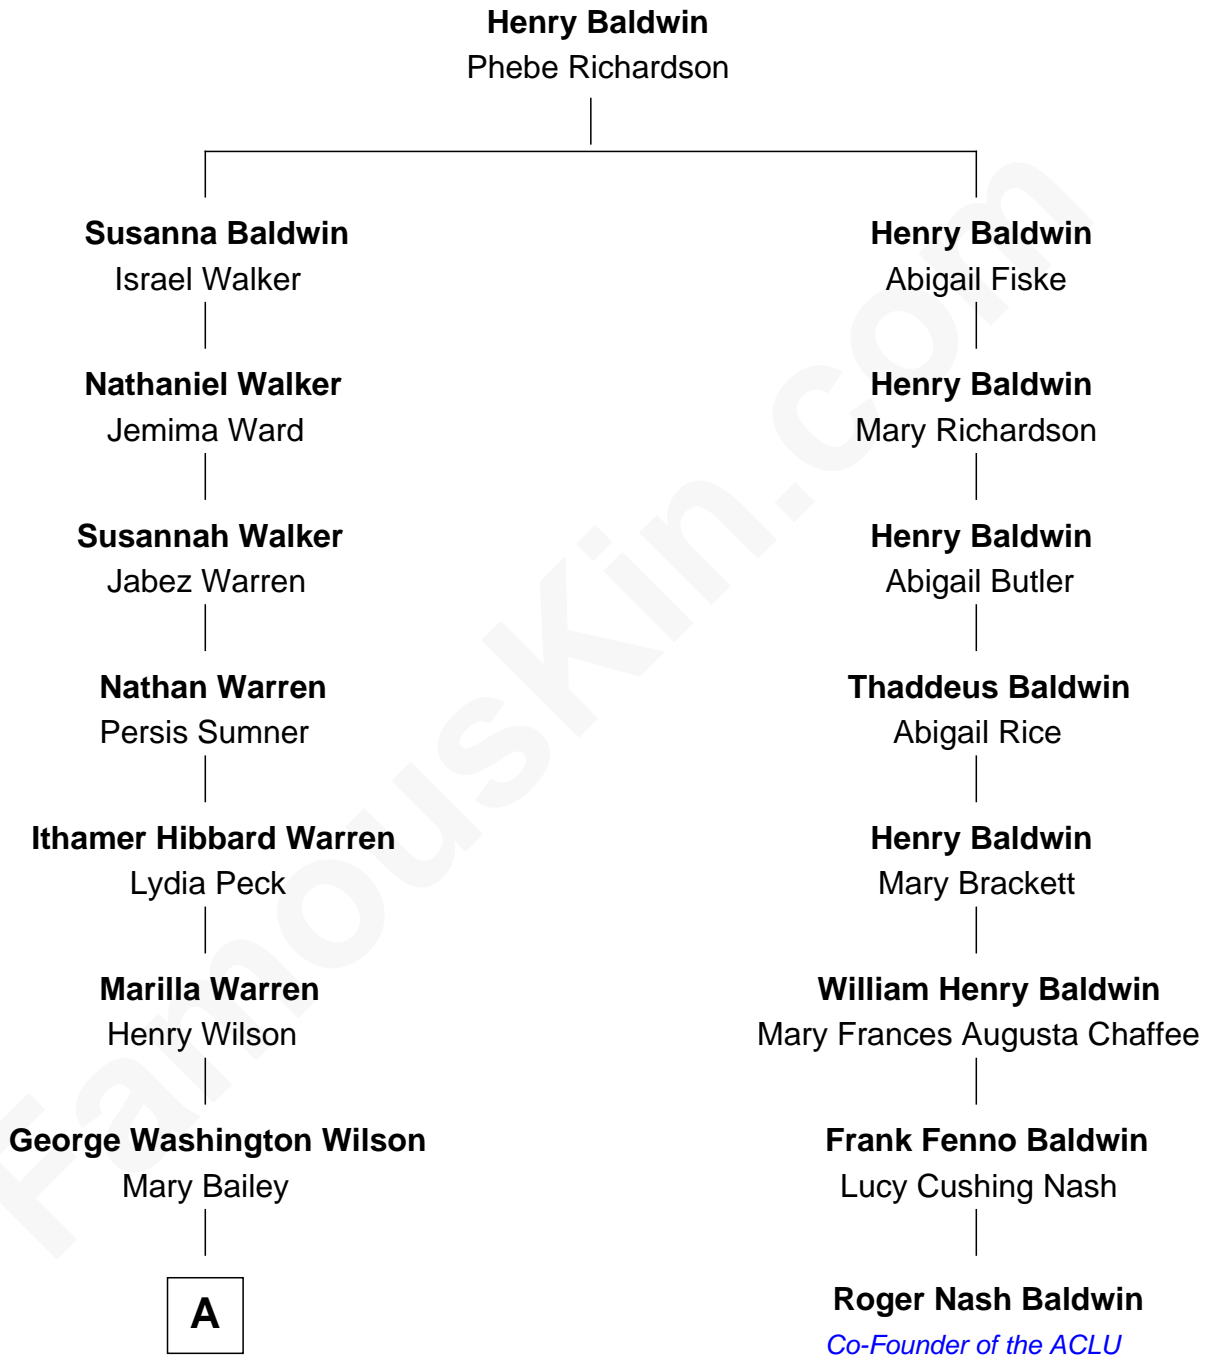 Henry Baldwin
Phebe Richardson
Susanna Baldwin
Israel Walker
Henry Baldwin
Abigail Fiske
Nathaniel Walker
Jemima Ward
Henry Baldwin
Mary Richardson
Susannah Walker
Jabez Warren
Henry Baldwin
Abigail Butler
Nathan Warren
Persis Sumner
Thaddeus Baldwin
Abigail Rice
Ithamer Hibbard Warren
Lydia Peck
Henry Baldwin
Mary Brackett
Marilla Warren
Henry Wilson
William Henry Baldwin
Mary Frances Augusta Chaffee
George Washington Wilson
Mary Bailey
Frank Fenno Baldwin
Lucy Cushing Nash
A
Roger Nash Baldwin
Co-Founder of the ACLU
FamousKin.com